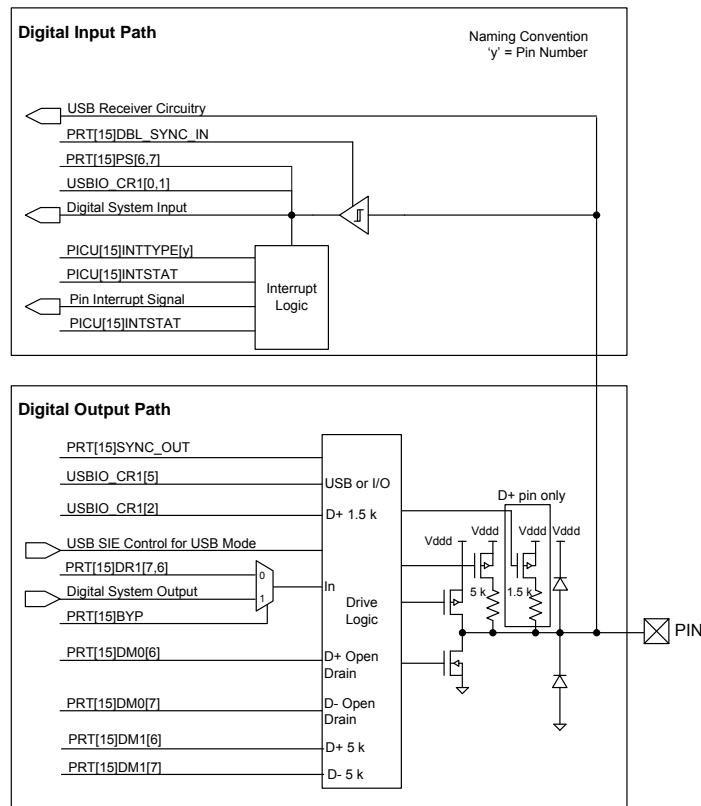 Digital Input Path
Naming Convention
'y' = Pin Number
USB Receiver Circuitry
PRT[15]DBL_SYNC_IN
PRT[15]PS[6,7]
USBIO_CR1[0,1]
Digital System Input
PICU[15]INTTYPE[y]
PICU[15]INTSTAT
Pin Interrupt Signal
PICU[15]INTSTAT
Interrupt
Logic
Digital Output Path
PRT[15]SYNC_OUT
USBIO_CR1[5]
USBIO_CR1[2]
USB SIE Control for USB Mode
PRT[15]DR1[7,6]
Digital System Output
PRT[15]BYP
PRT[15]DM0[6]
PRT[15]DM0[7]
PRT[15]DM1[6]
PRT[15]DM1[7]
0
1
USB or I/O
D+ 1.5 k
In
Drive
Logic
D+ Open
Drain
D- Open
Drain
D+ 5 k
D- 5 k
D+ pin only
Vddd
Vddd
Vddd
Vddd
5 k
1.5 k
PIN